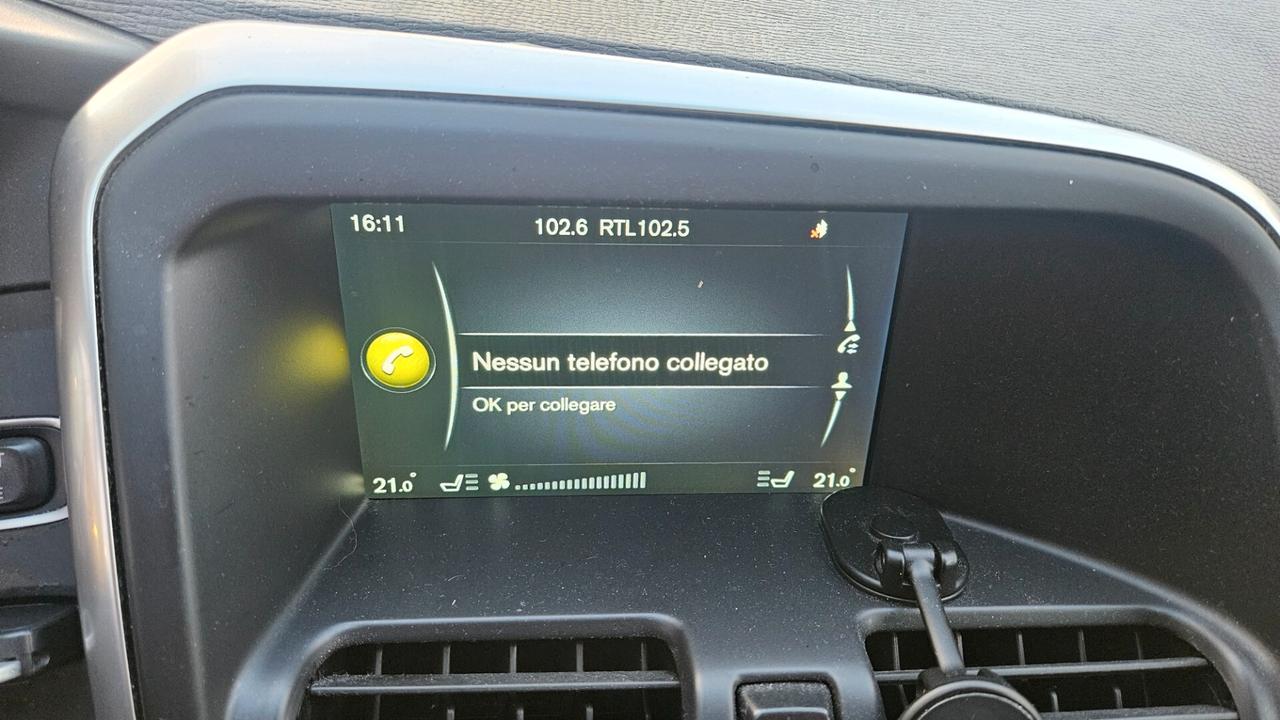 16:11 102.6 RTL102.5
Nessun telefono collegato
OK per collegare
21.0° 21.0°